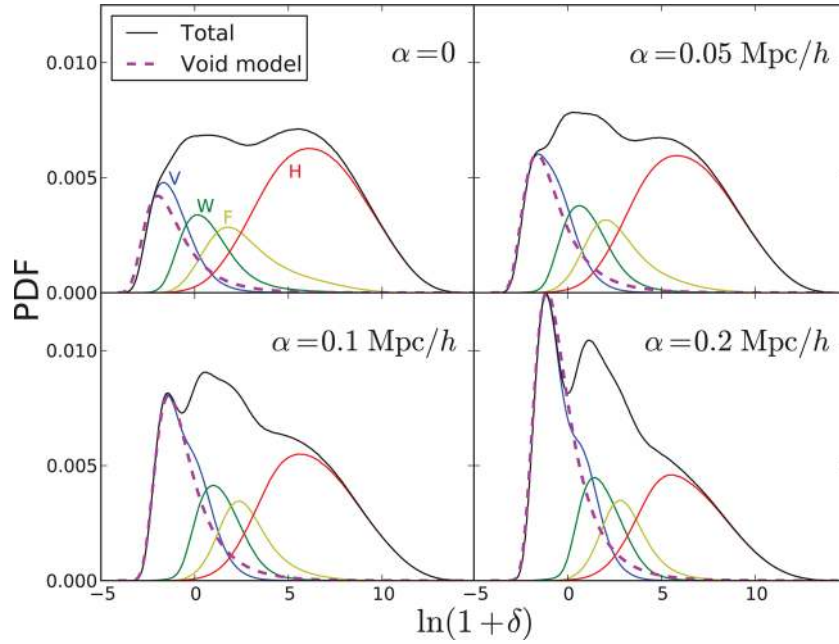 Total
Void model
α=0
α=0.05 Mpc/h
0.010
0.005
0.000
V
W
F
H
PDF
α=0.1 Mpc/h
α=0.2 Mpc/h
0.010
0.005
0.000
−5 0 5 10
0 5 10
ln(1+δ)